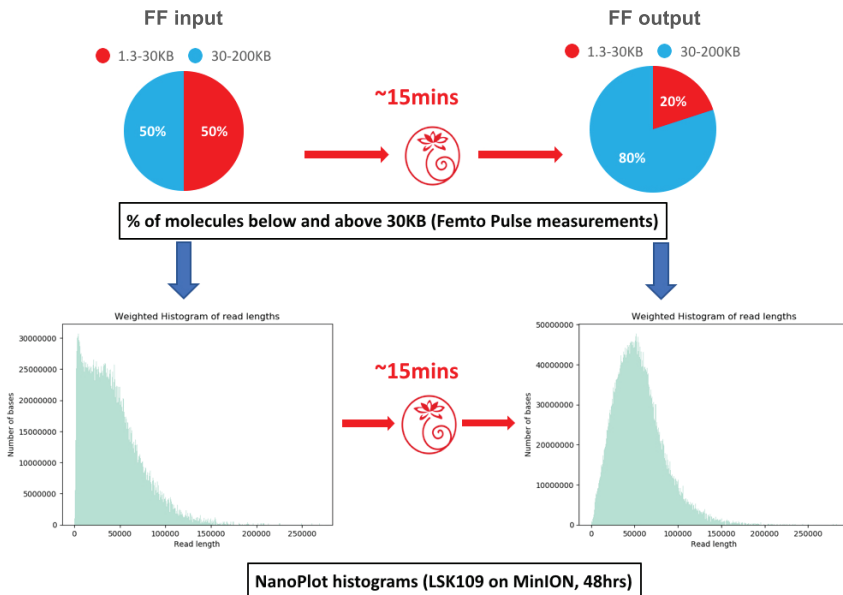 FF input
FF output
1.3-30KB 30-200KB
1.3-30KB 30-200KB
50% 50%
~15mins
20%
80%
% of molecules below and above 30KB (Femto Pulse measurements)
Weighted Histogram of read lengths
Number of bases
30000000
25000000
20000000
15000000
10000000
5000000
0
0 50000 100000 150000 200000 250000
Read length
~15mins
Weighted Histogram of read lengths
Number of bases
50000000
40000000
30000000
20000000
10000000
0
0 50000 100000 150000 200000 250000
Read length
NanoPlot histograms (LSK109 on MinION, 48hrs)